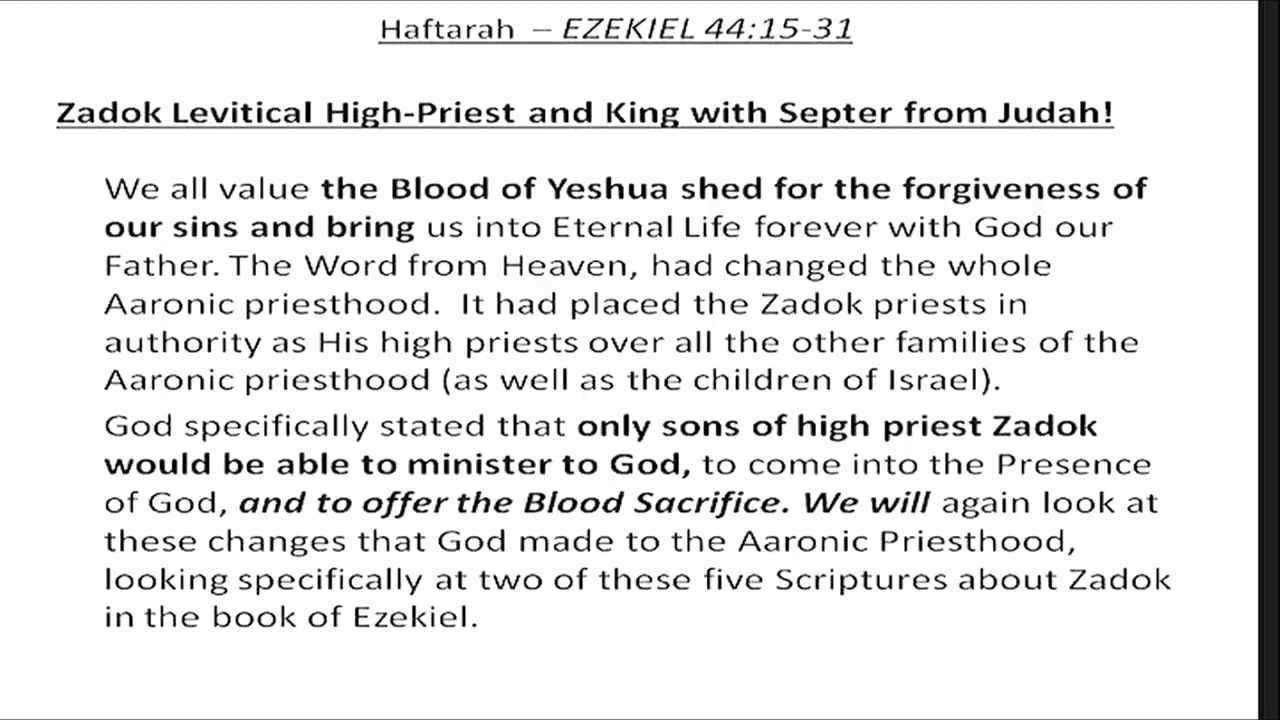 Haftarah – EZEKIEL 44:15-31
Zadok Levitical High-Priest and King with Septer from Judah!
We all value the Blood of Yeshua shed for the forgiveness of
our sins and bring us into Eternal Life forever with God our
Father. The Word from Heaven, had changed the whole
Aaronic priesthood. It had placed the Zadok priests in
authority as His high priests over all the other families of the
Aaronic priesthood (as well as the children of Israel).
God specifically stated that only sons of high priest Zadok
would be able to minister to God, to come into the Presence
of God, and to offer the Blood Sacrifice. We will again look at
these changes that God made to the Aaronic Priesthood,
looking specifically at two of these five Scriptures about Zadok
in the book of Ezekiel.